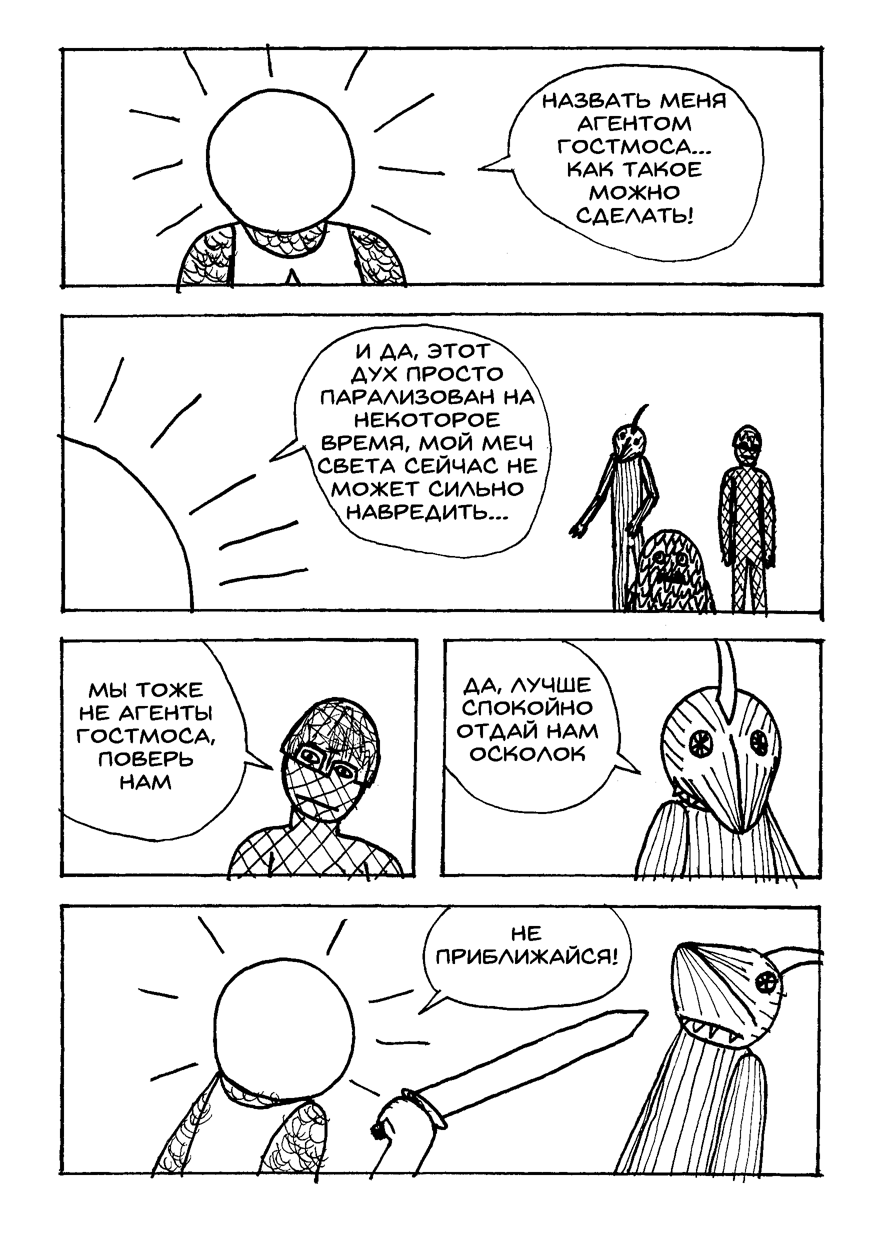 НАЗВАТЬ МЕНЯ
АГЕНТОМ
ГОСТМОСА...
КАК ТАКОЕ
МОЖНО
СДЕЛАТЬ!
И ДА, ЭТОТ
ДУХ ПРОСТО
ПАРАЛИЗОВАН НА
НЕКОТОРОЕ
ВРЕМЯ, МОЙ МЕЧ
СВЕТА СЕЙЧАС НЕ
МОЖЕТ СИЛЬНО
НАВРЕДИТЬ...
МЫ ТОЖЕ
НЕ АГЕНТЫ
ГОСТМОСА,
ПОВЕРЬ
НАМ
ДА, ЛУЧШЕ
СПОКОЙНО
ОТДАЙ НАМ
ОСКОЛОК
НЕ
ПРИБЛИЖАЙСЯ!